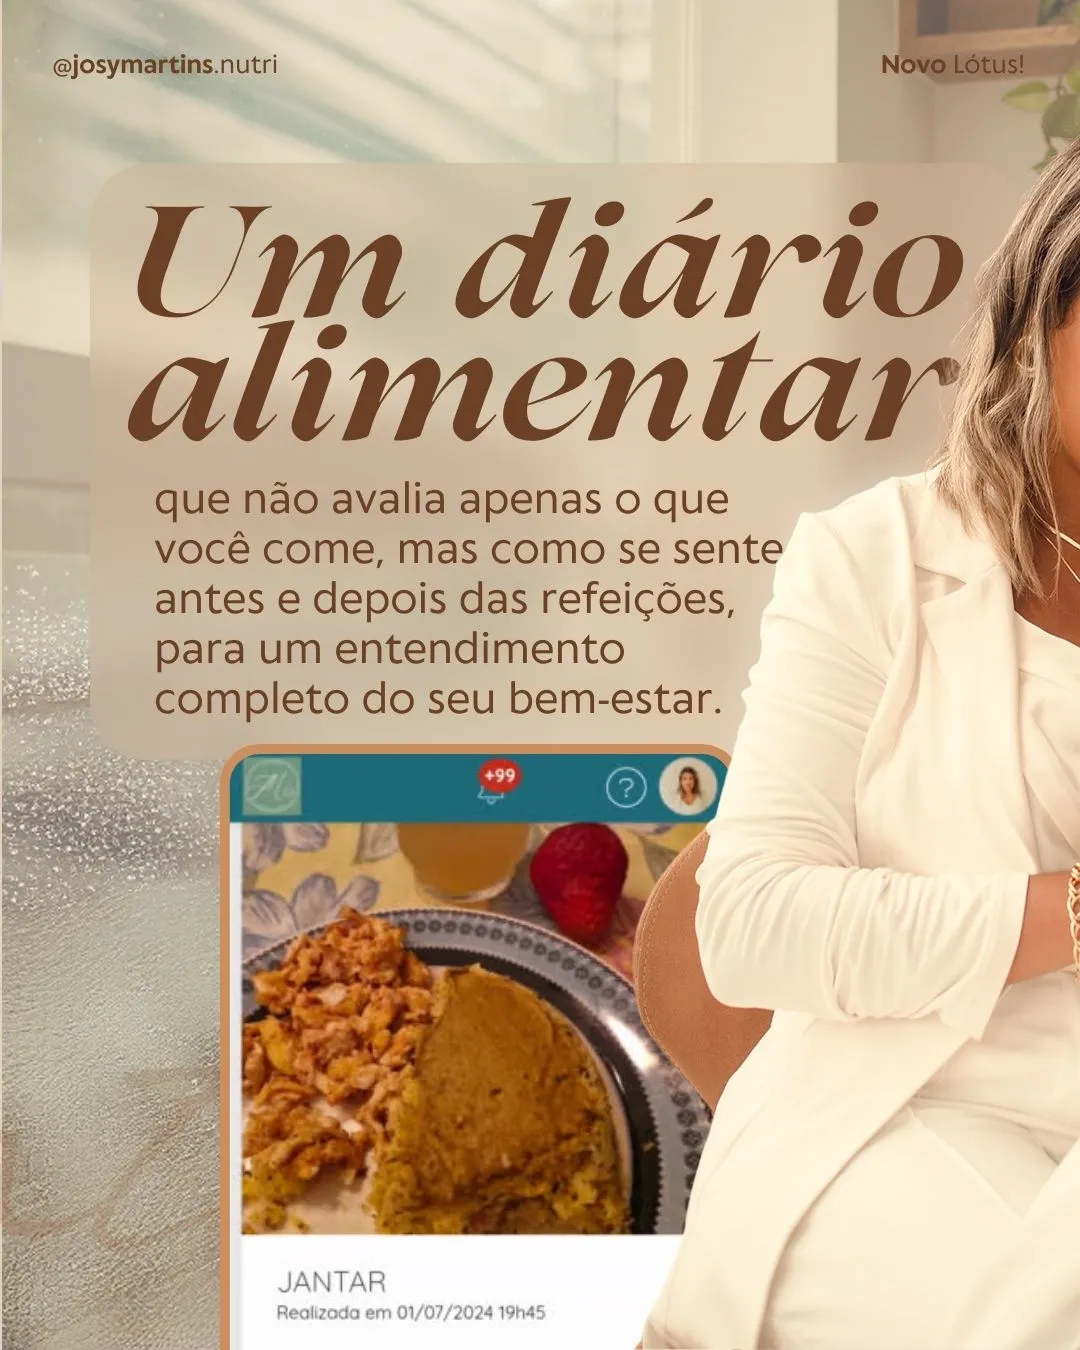 @josymartins.nutri
Novo Lótus!
Um diário
alimentar
que não avalia apenas o que
você come, mas como se sente
antes e depois das refeições,
para um entendimento
completo do seu bem-estar.
+99
?
JANTAR
Realizada em 01/07/2024 19h45